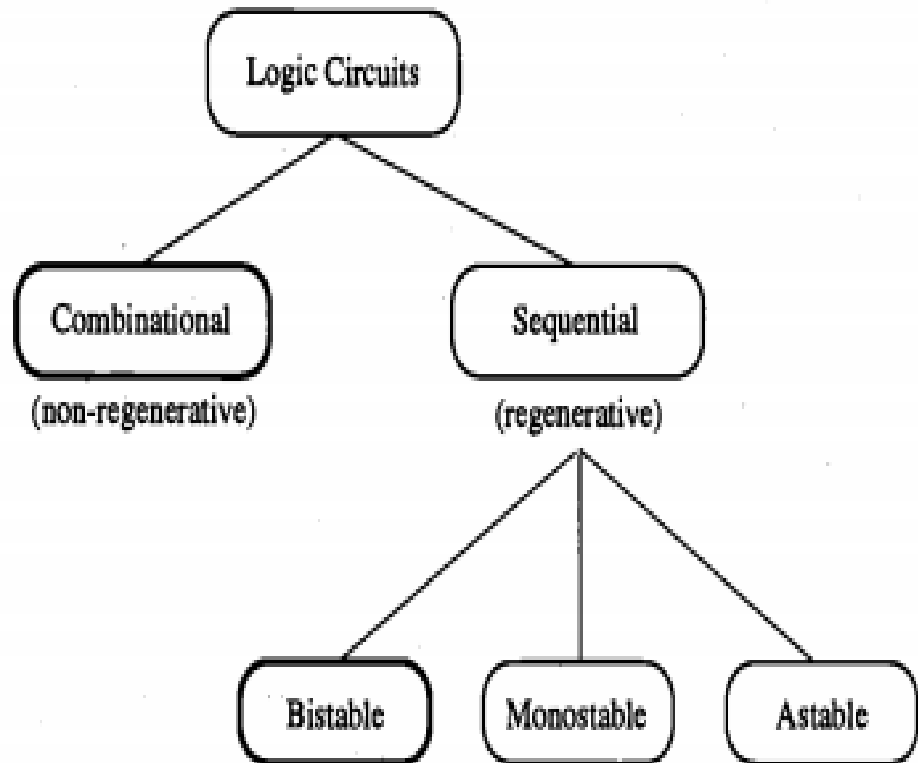 Logic Circuits
Combinational
Sequential
(non-regenerative)
(regenerative)
Bistable
Monostable
Astable